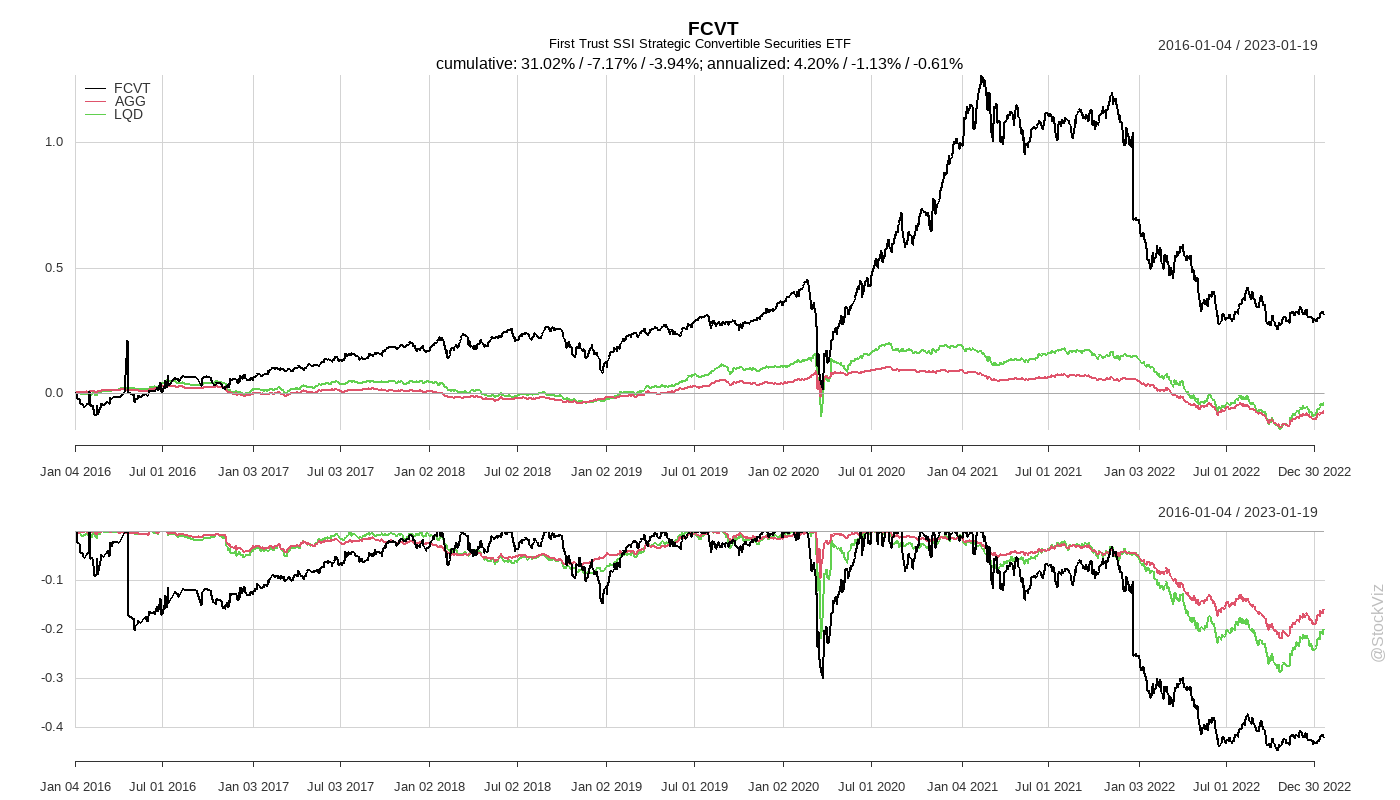 FCVT
First Trust SSI Strategic Convertible Securities ETF
2016-01-04 / 2023-01-19
cumulative: 31.02% / -7.17% / -3.94%; annualized: 4.20% / -1.13% / -0.61%
FCVT
AGG
LQD
1.0
0.5
0.0
Jan 04 2016 Jul 01 2016 Jan 03 2017 Jul 03 2017 Jan 02 2018 Jul 02 2018 Jan 02 2019 Jul 01 2019 Jan 02 2020 Jul 01 2020 Jan 04 2021 Jul 01 2021 Jan 03 2022 Jul 01 2022 Dec 30 2022
2016-01-04 / 2023-01-19
-0.1
-0.2
-0.3
-0.4
Jan 04 2016 Jul 01 2016 Jan 03 2017 Jul 03 2017 Jan 02 2018 Jul 02 2018 Jan 02 2019 Jul 01 2019 Jan 02 2020 Jul 01 2020 Jan 04 2021 Jul 01 2021 Jan 03 2022 Jul 01 2022 Dec 30 2022
@StockViz